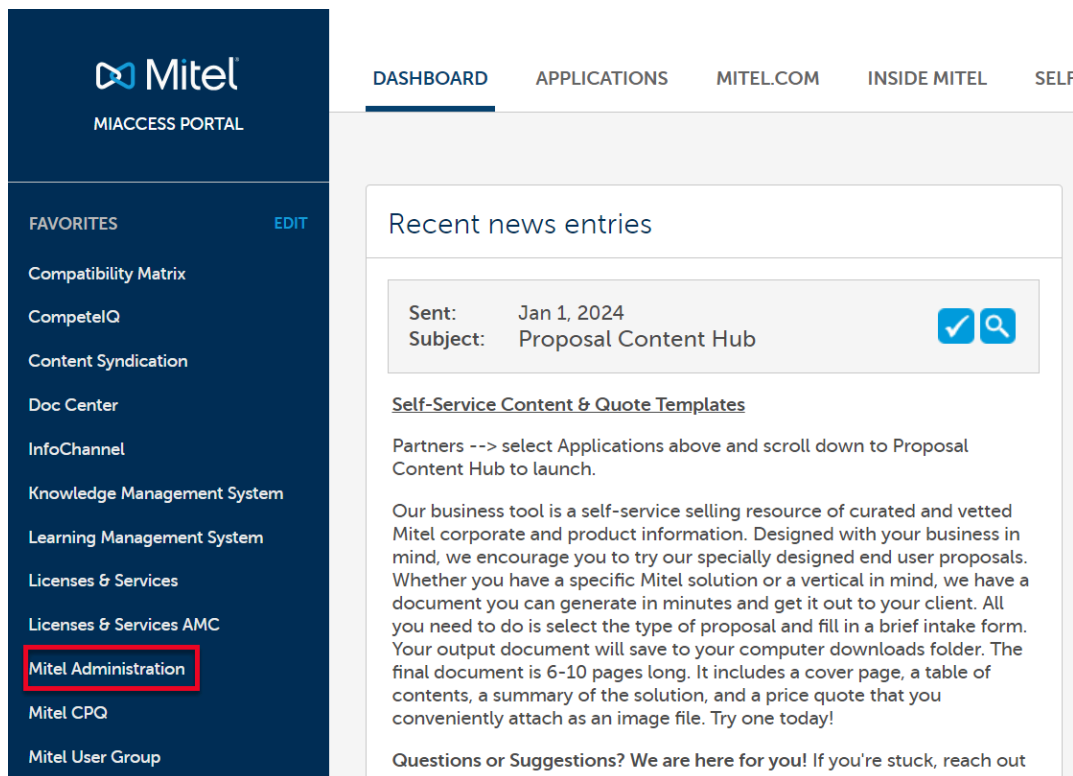 Mitel
MIACCESS PORTAL
DASHBOARD APPLICATIONS MITEL.COM INSIDE MITEL SELF
FAVORITES EDIT
Compatibility Matrix
CompeteIQ
Content Syndication
Doc Center
InfoChannel
Knowledge Management System
Learning Management System
Licenses & Services
Licenses & Services AMC
Mitel Administration
Mitel CPQ
Mitel User Group
Recent news entries
Sent: Jan 1, 2024
Subject: Proposal Content Hub
Self-Service Content & Quote Templates
Partners --> select Applications above and scroll down to Proposal
Content Hub to launch.
Our business tool is a self-service selling resource of curated and vetted
Mitel corporate and product information. Designed with your business in
mind, we encourage you to try our specially designed end user proposals.
Whether you have a specific Mitel solution or a vertical in mind, we have a
document you can generate in minutes and get it out to your client. All
you need to do is select the type of proposal and fill in a brief intake form.
Your output document will save to your computer downloads folder. The
final document is 6-10 pages long. It includes a cover page, a table of
contents, a summary of the solution, and a price quote that you
conveniently attach as an image file. Try one today!
Questions or Suggestions? We are here for you! If you're stuck, reach out